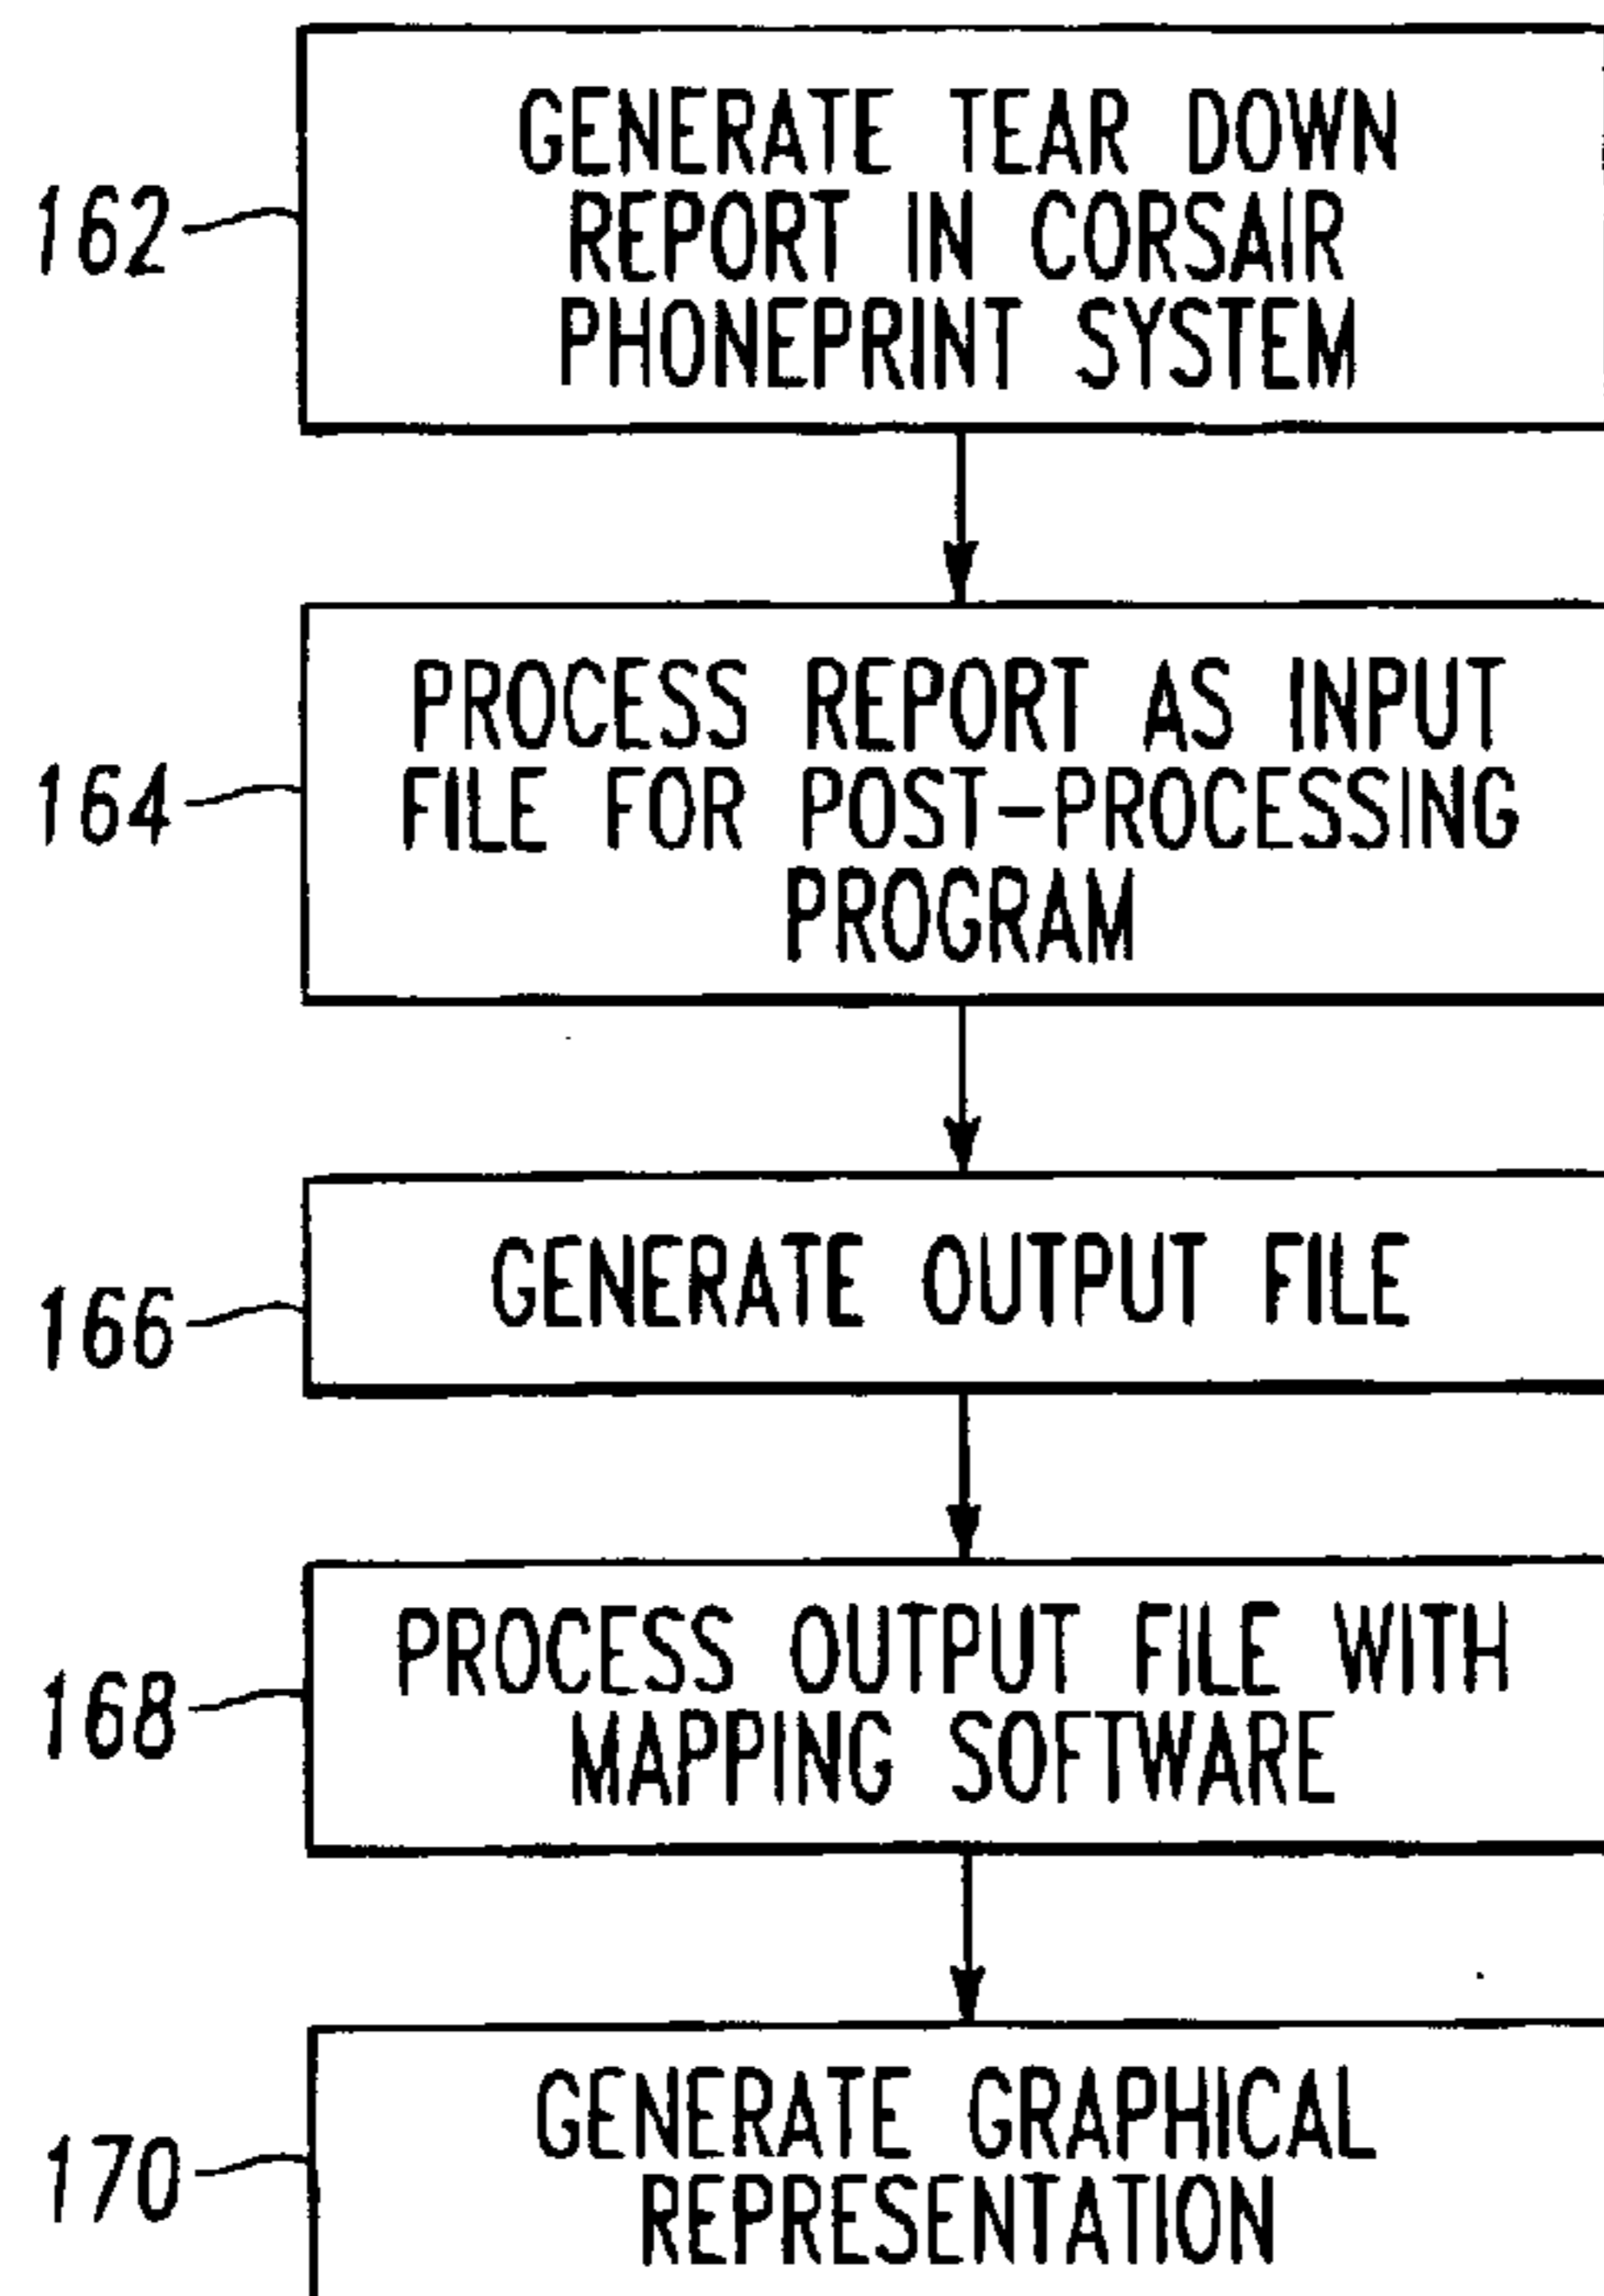 162
GENERATE TEAR DOWN
REPORT IN CORSAIR
PHONEPRINT SYSTEM
164
PROCESS REPORT AS INPUT
FILE FOR POST-PROCESSING
PROGRAM
166
GENERATE OUTPUT FILE
168
PROCESS OUTPUT FILE WITH
MAPPING SOFTWARE
170
GENERATE GRAPHICAL
REPRESENTATION